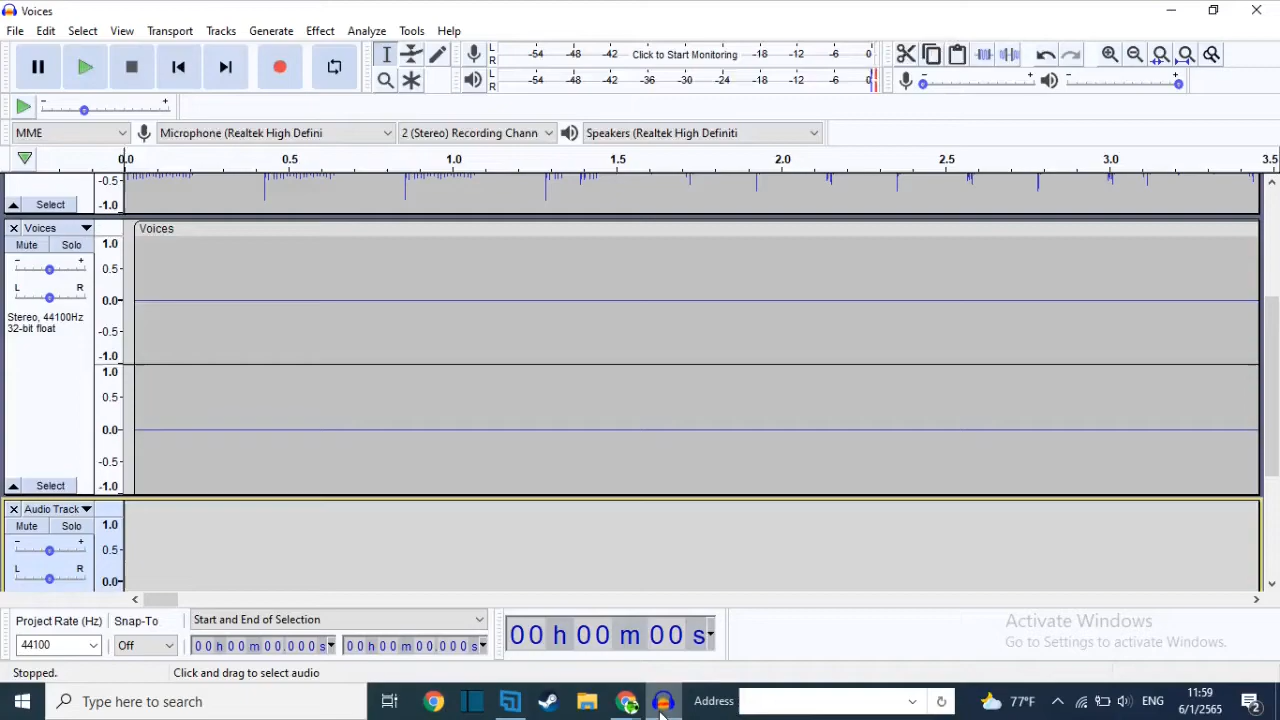 Voices
File Edit Select View Transport Tracks Generate Effect Analyze Tools Help
L R -54 -48 -42 Click to Start Monitoring -18 -12 -6 0
L R -54 -48 -42 -36 -30 -24 -18 -12 -6 0
- +
MME Microphone (Realtek High Defini 2 (Stereo) Recording Chann Speakers (Realtek High Definiti
0.0 0.5 1.0 1.5 2.0 2.5 3.0 3.5
-0.5
Select -1.0
Voices Voices
Mute Solo 1.0
- + 0.5
L R 0.0
Stereo, 44100Hz
32-bit float
-0.5
-1.0
1.0
0.5
0.0
-0.5
Select -1.0
Audio Track
Mute Solo 1.0
- + 0.5
L R 0.0
Project Rate (Hz) Snap-To Start and End of Selection
44100 Off 00 h 00 m 00.000 s 00 h 00 m 00.000 s
00 h 00 m 00 s
Activate Windows
Go to Settings to activate Windows.
Stopped. Click and drag to select audio
Type here to search Address 77°F ENG 11:59
6/1/2565 2